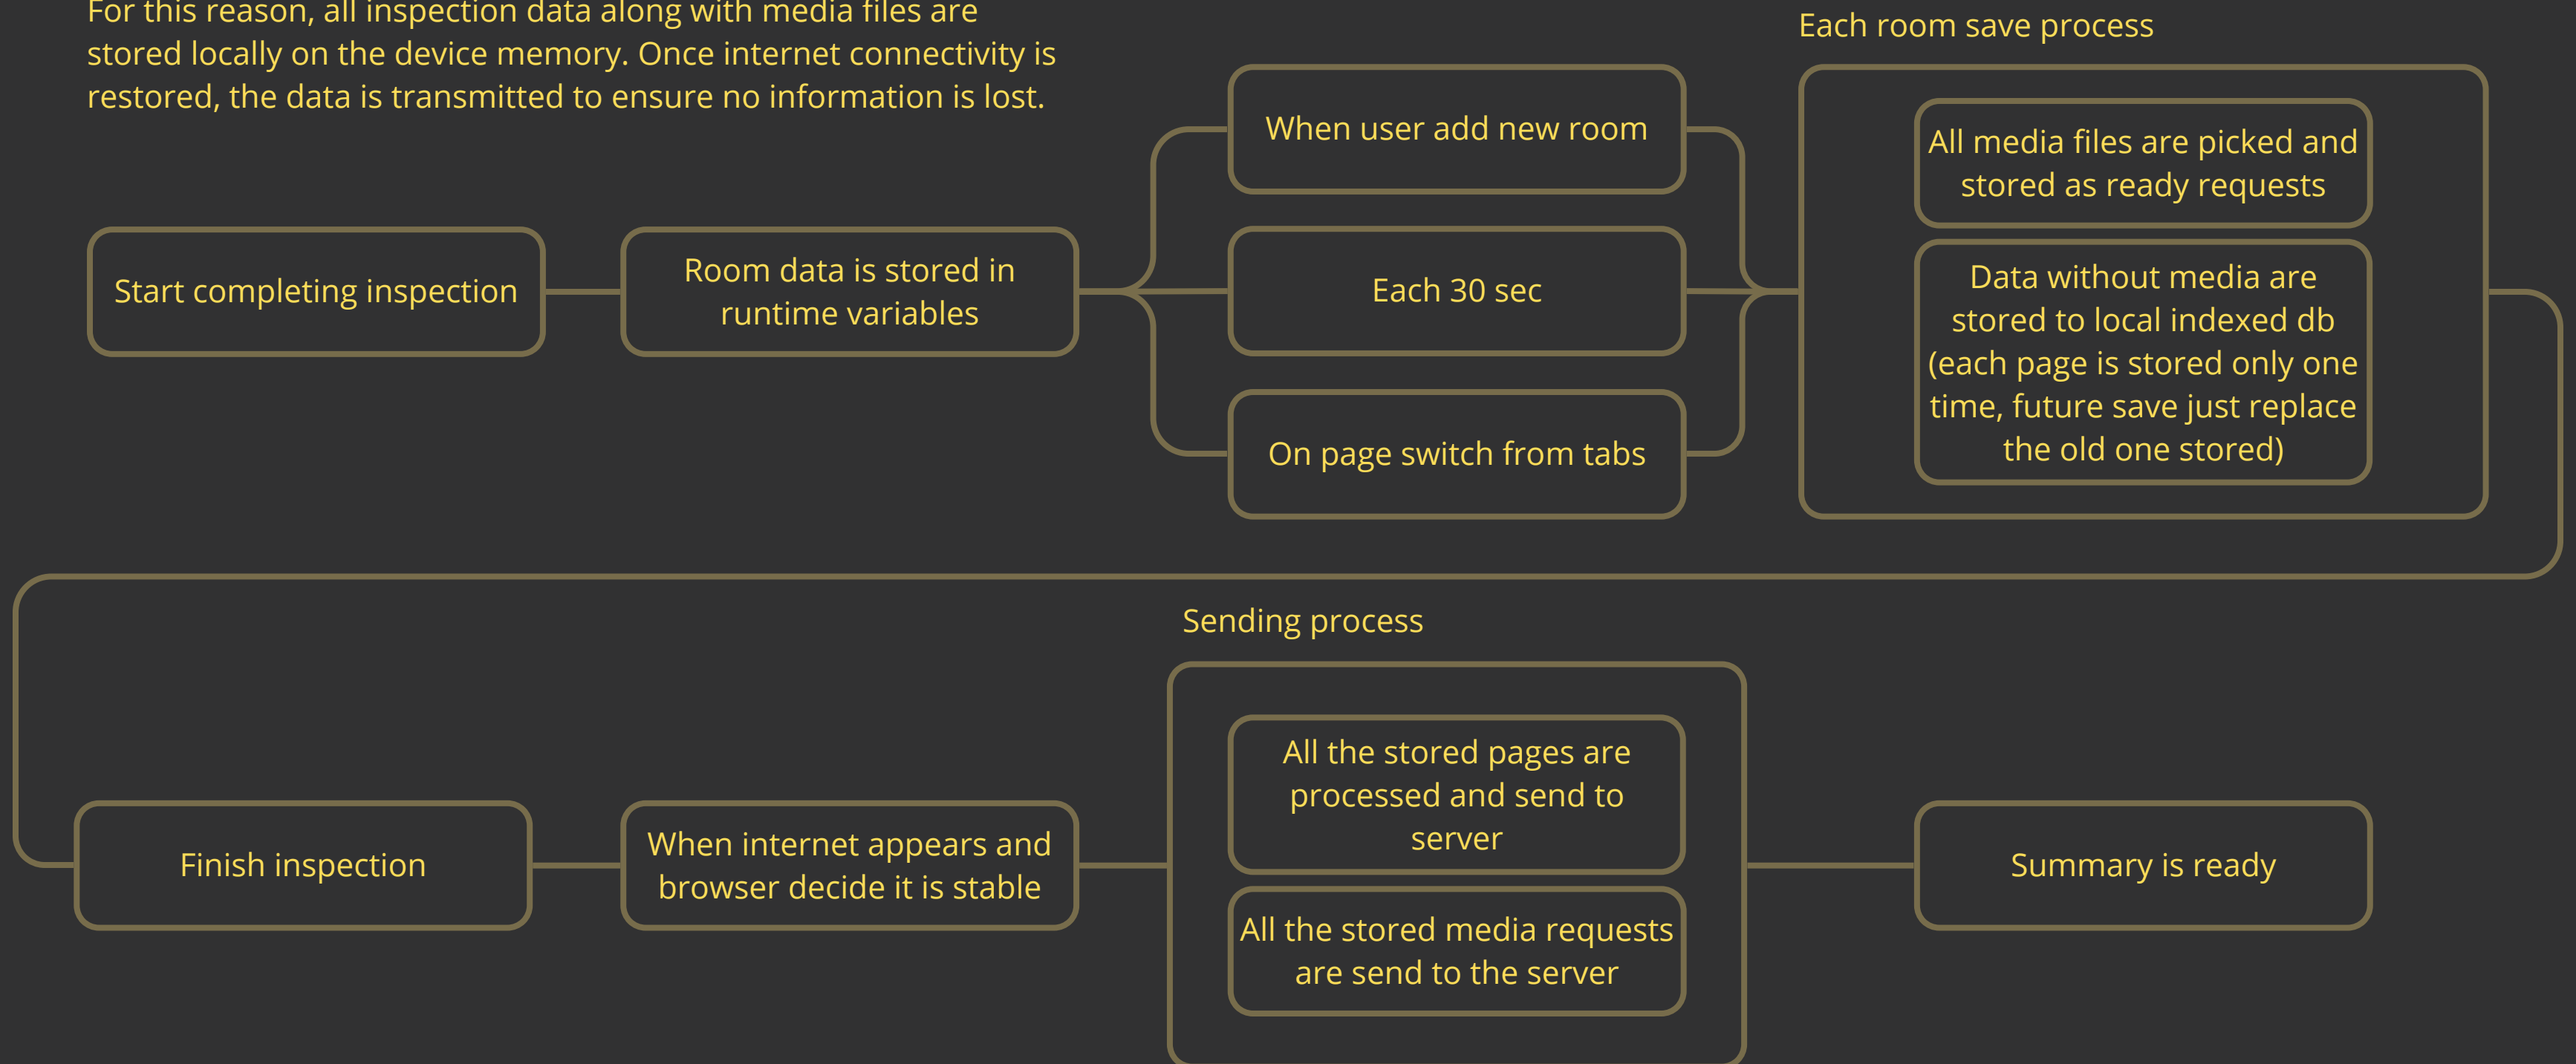 For this reason, all inspection data along with media files are
stored locally on the device memory. Once internet connectivity is
restored, the data is transmitted to ensure no information is lost.
Each room save process
Start completing inspection
Room data is stored in
runtime variables
When user add new room
Each 30 sec
On page switch from tabs
All media files are picked and
stored as ready requests
Data without media are
stored to local indexed db
(each page is stored only one
time, future save just replace
the old one stored)
Sending process
Finish inspection
When internet appears and
browser decide it is stable
All the stored pages are
processed and send to
server
All the stored media requests
are send to the server
Summary is ready